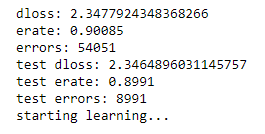 dloss: 2.3477924348368266
erate: 0.90085
errors: 54051
test dloss: 2.3464896031145757
test erate: 0.8991
test errors: 8991
starting learning...